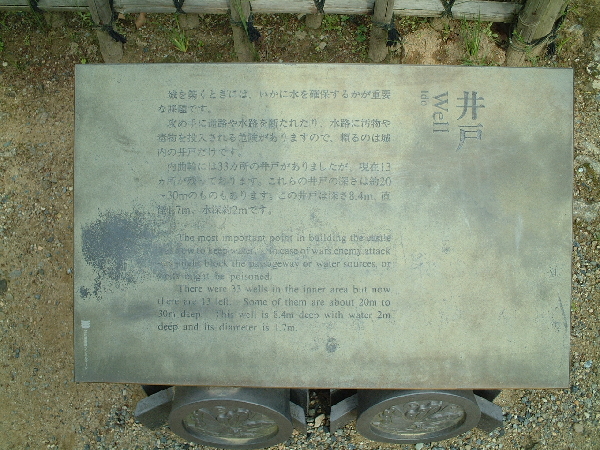 井戸
Well
Ido
城を築くときには、いかに水を確保するかが重要
な課題です。
攻め手に通路や水路を断たれたり、水路に汚物や
毒物を投入される危険がありますので、頼るのは城
内の井戸だけです。
内曲輪には33カ所の井戸がありましたが、現在13
カ所が残っております。これらの井戸の深さは約20
~30mのものもあります。この井戸は深さ8.4m、直
径1.7m、水深約2mです。
The most important point in building the castle
how to keep water. In case of wars enemy attack
block the passageway or water sources, or
might be poisoned.
There were 33 wells in the inner area but now
there are 13 left. Some of them are about 20m to
30m deep. This well is 8.4m deep with water 2m
deep and its diameter is 1.7m.